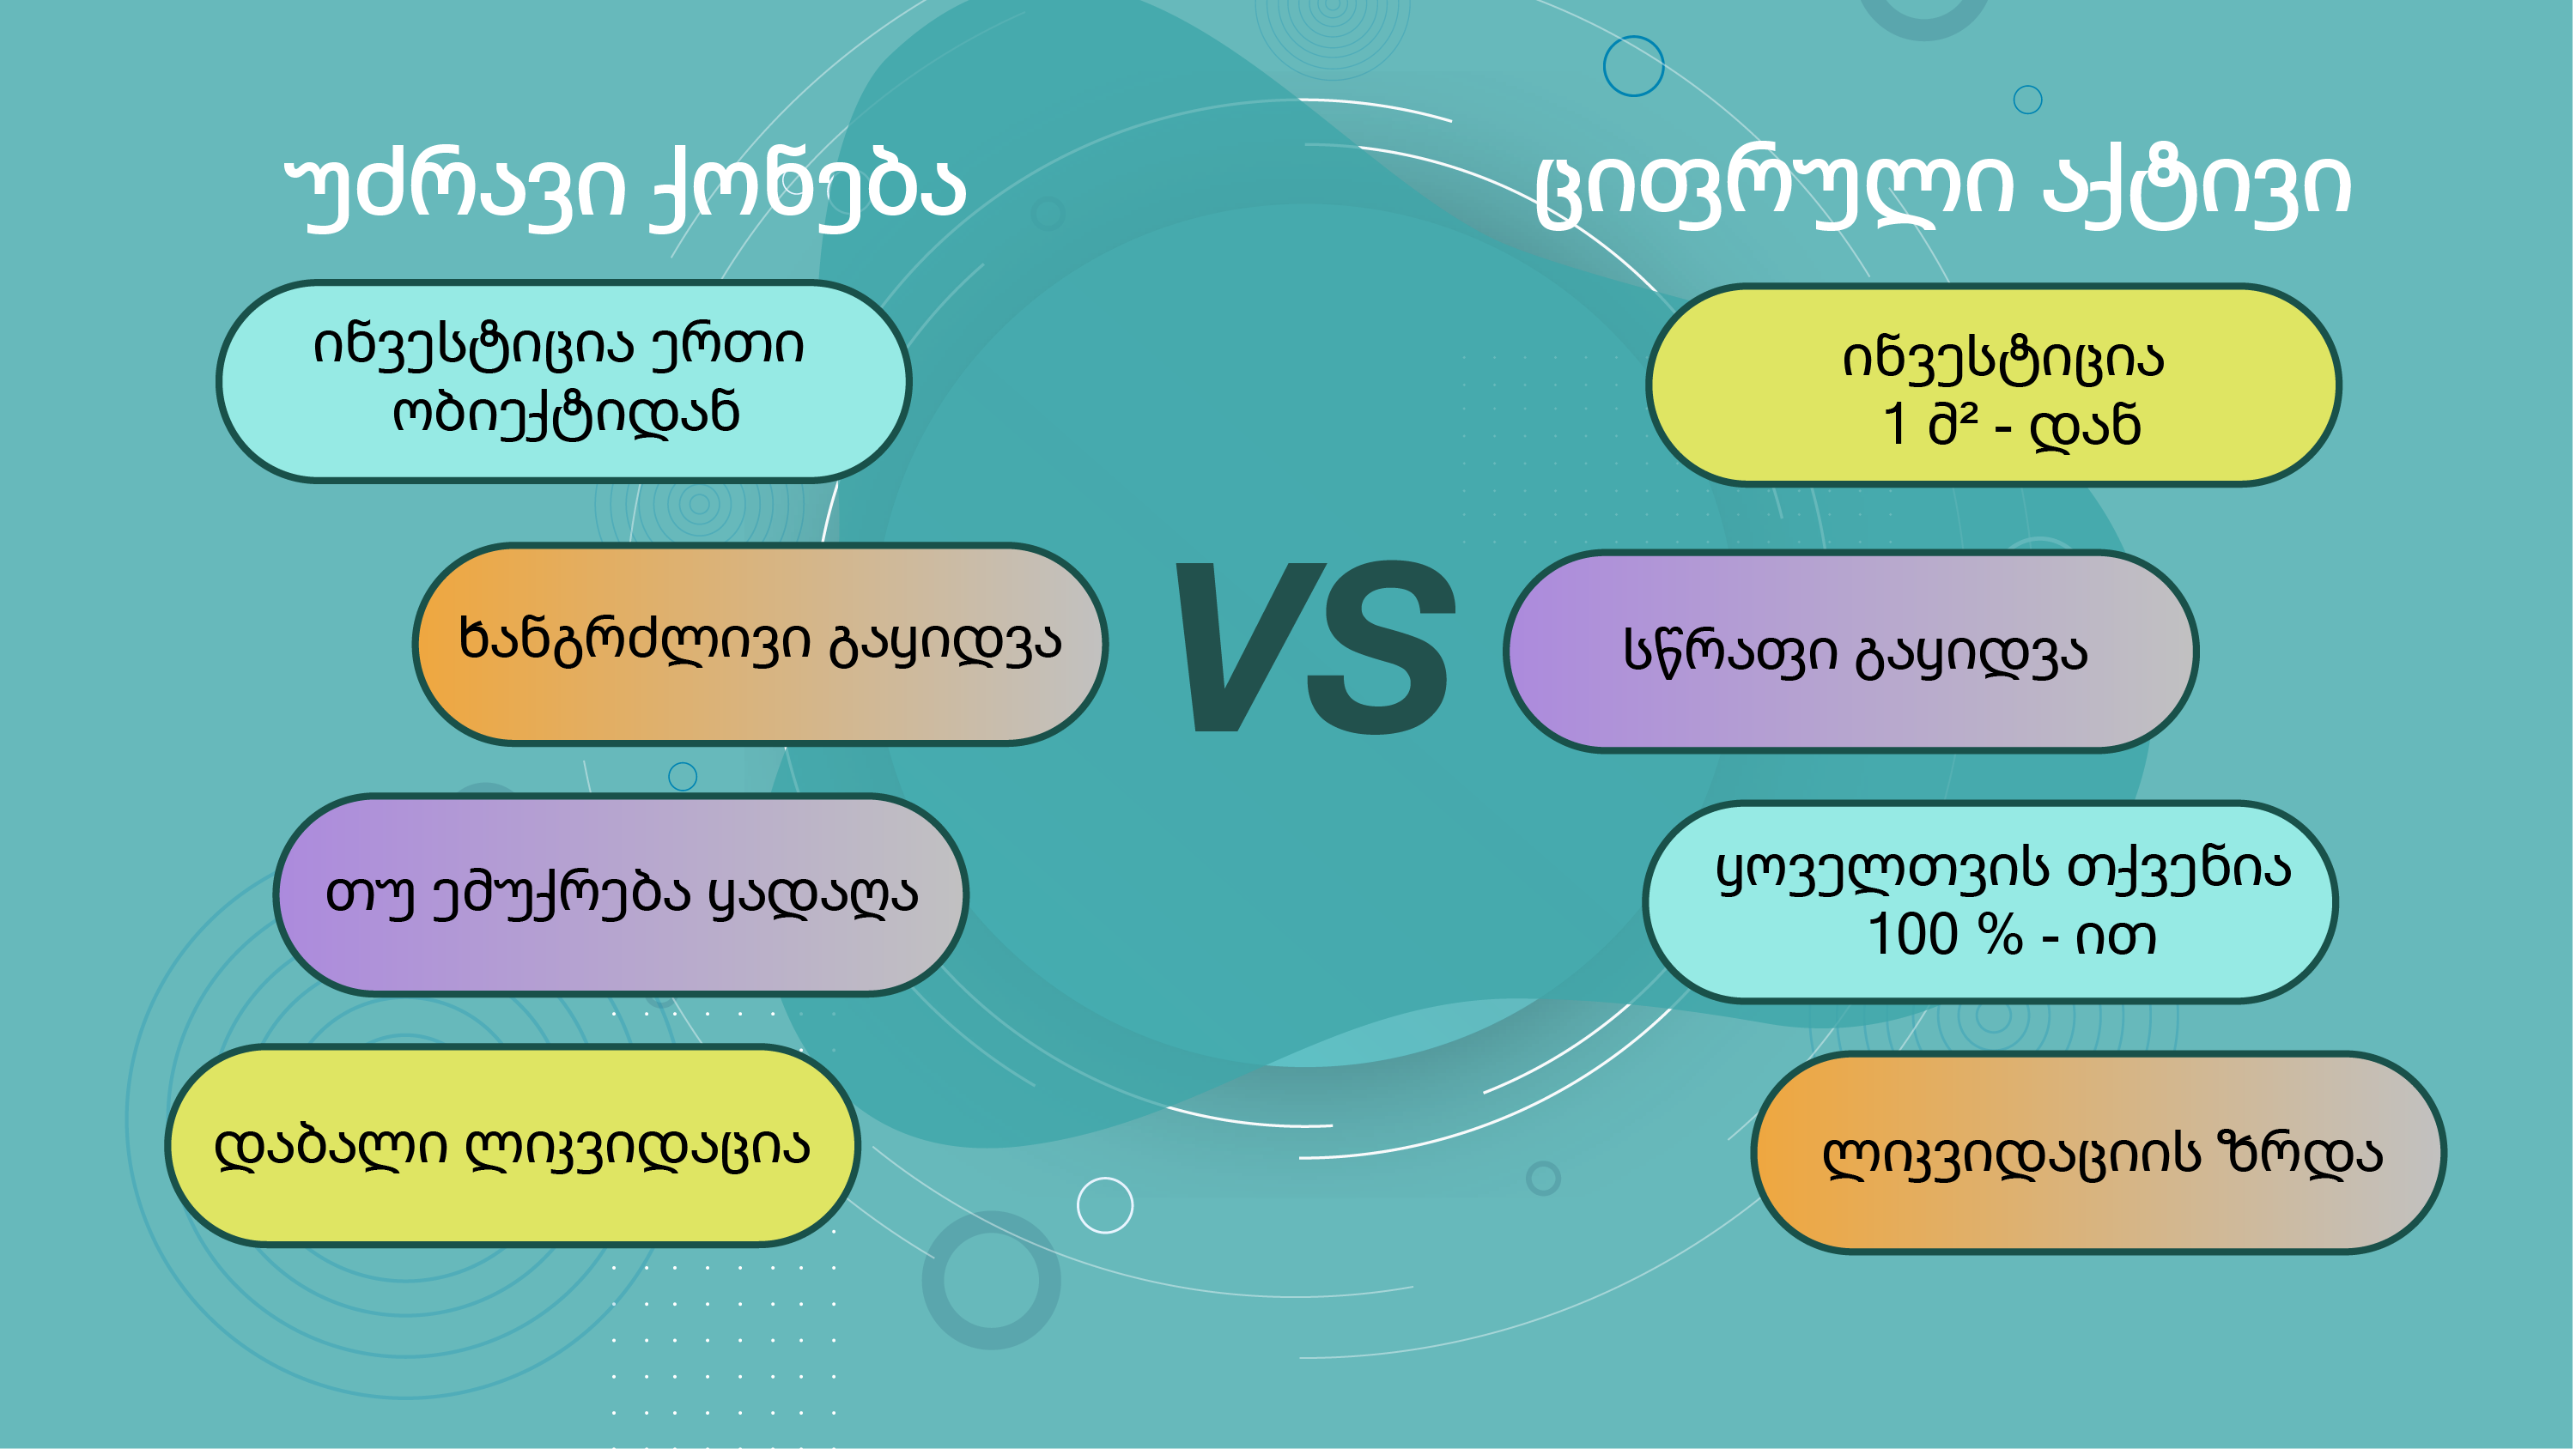 უძრავი ქონება
ინვესტიცია ერთი
ობიექტიდან
ხანგრძლივი გაყიდვა
თუ ემუქრება ყადაღა
დაბალი ლიკვიდაცია
VS
ციფრული აქტივი
ინვესტიცია
1 მ² - დან
სწრაფი გაყიდვა
ყოველთვის თქვენია
100 % - ით
ლიკვიდაციის ზრდა